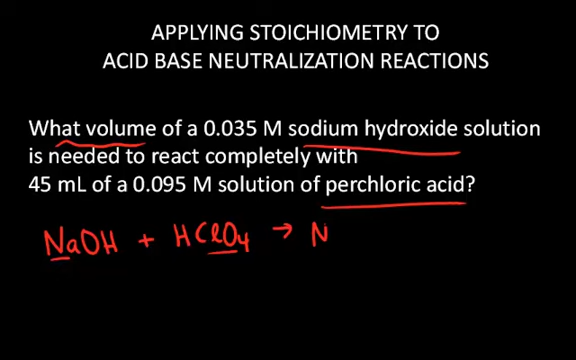 APPLYING STOICHIOMETRY TO
ACID BASE NEUTRALIZATION REACTIONS
What volume of a 0.035 M sodium hydroxide solution
is needed to react completely with
45 mL of a 0.095 M solution of perchloric acid?
NaOH + HClO₄ → N